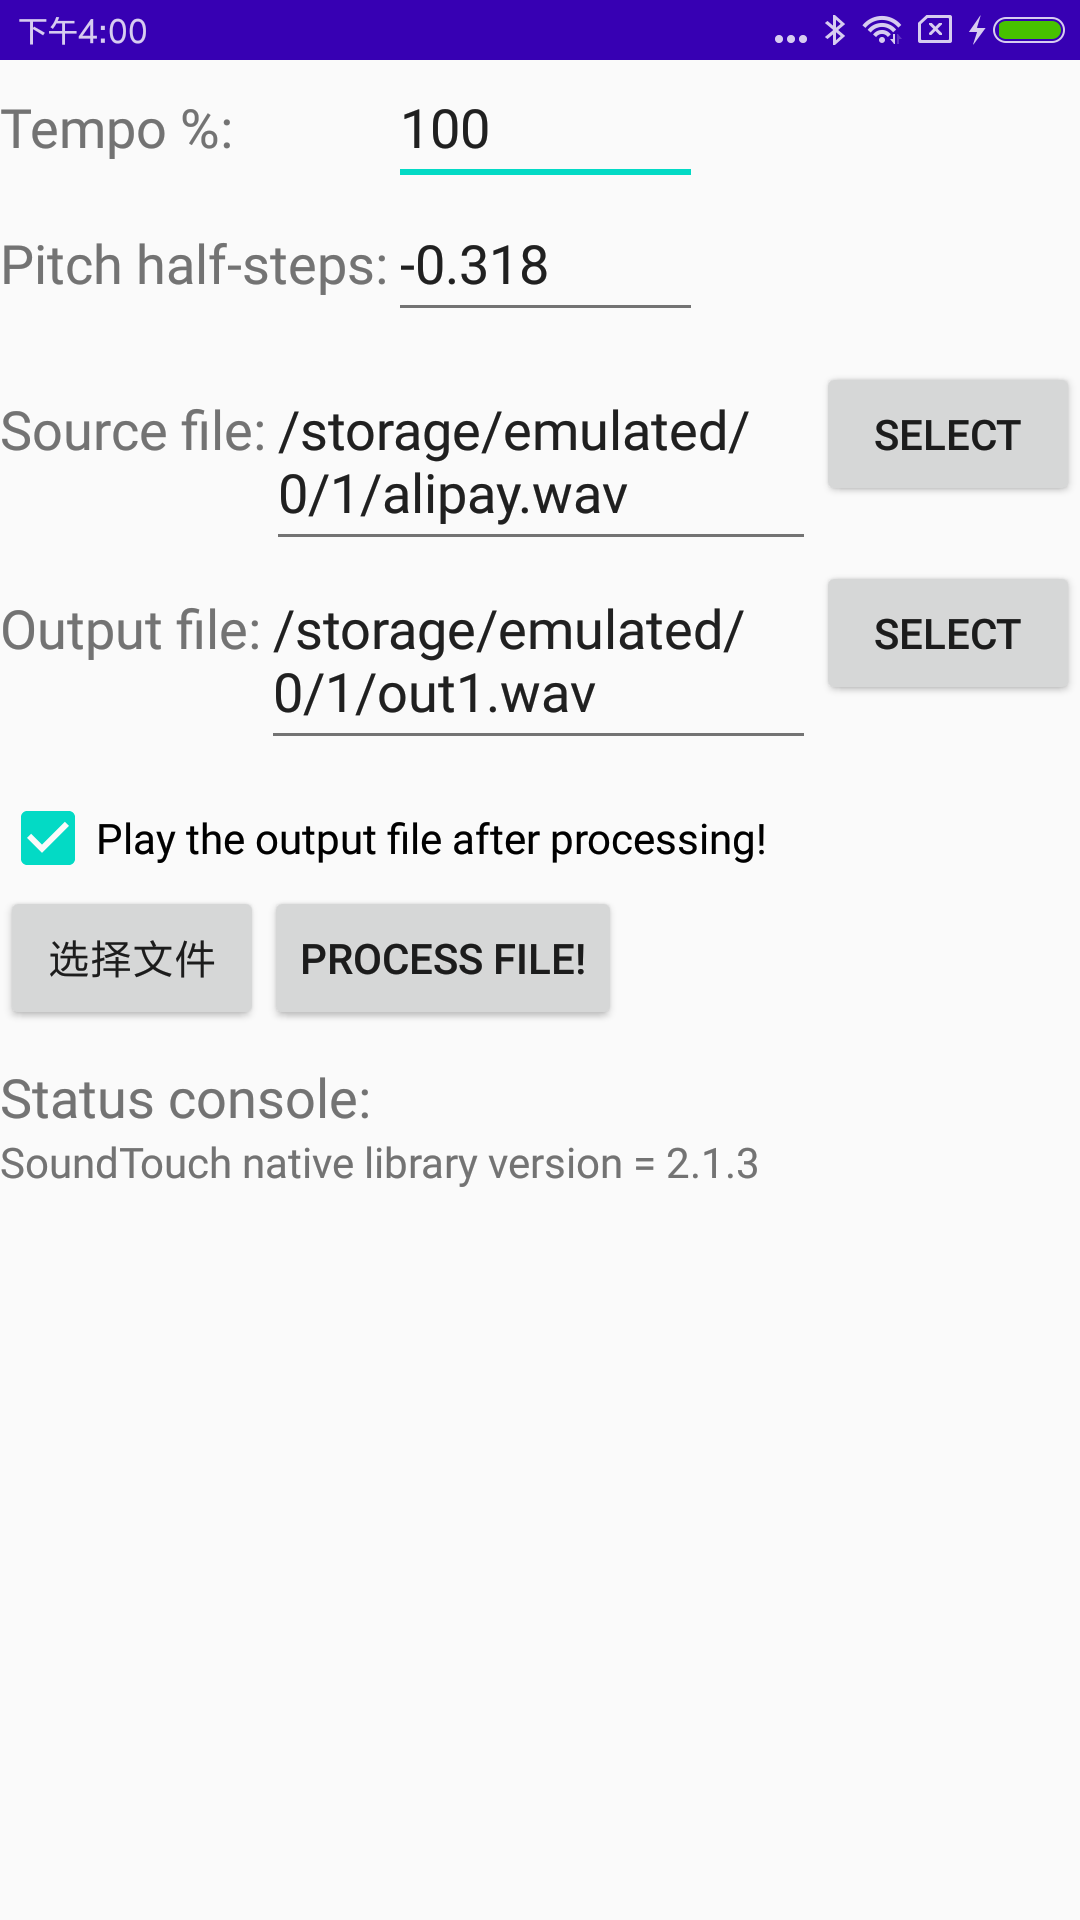 下午4:00
Tempo %: 100
Pitch half-steps: -0.318
Source file: /storage/emulated/
0/1/alipay.wav
SELECT
Output file: /storage/emulated/
0/1/out1.wav
SELECT
Play the output file after processing!
选择文件 PROCESS FILE!
Status console:
SoundTouch native library version = 2.1.3